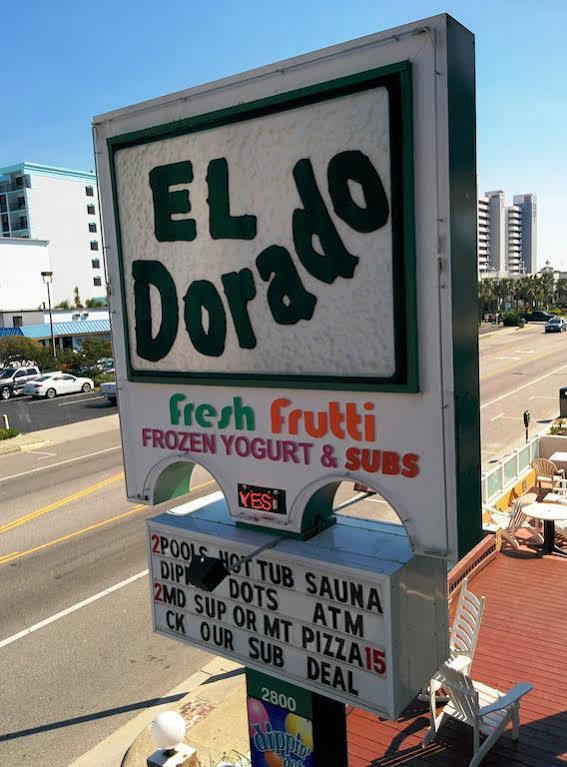 EL
Dorado
Fresh Frutti
FROZEN YOGURT & SUBS
YES
2POOLS HOT TUB SAUNA
DIPP DOTS ATM
2MD SUP OR MT PIZZA15
CK OUR SUB DEAL
2800
dippin'
dots